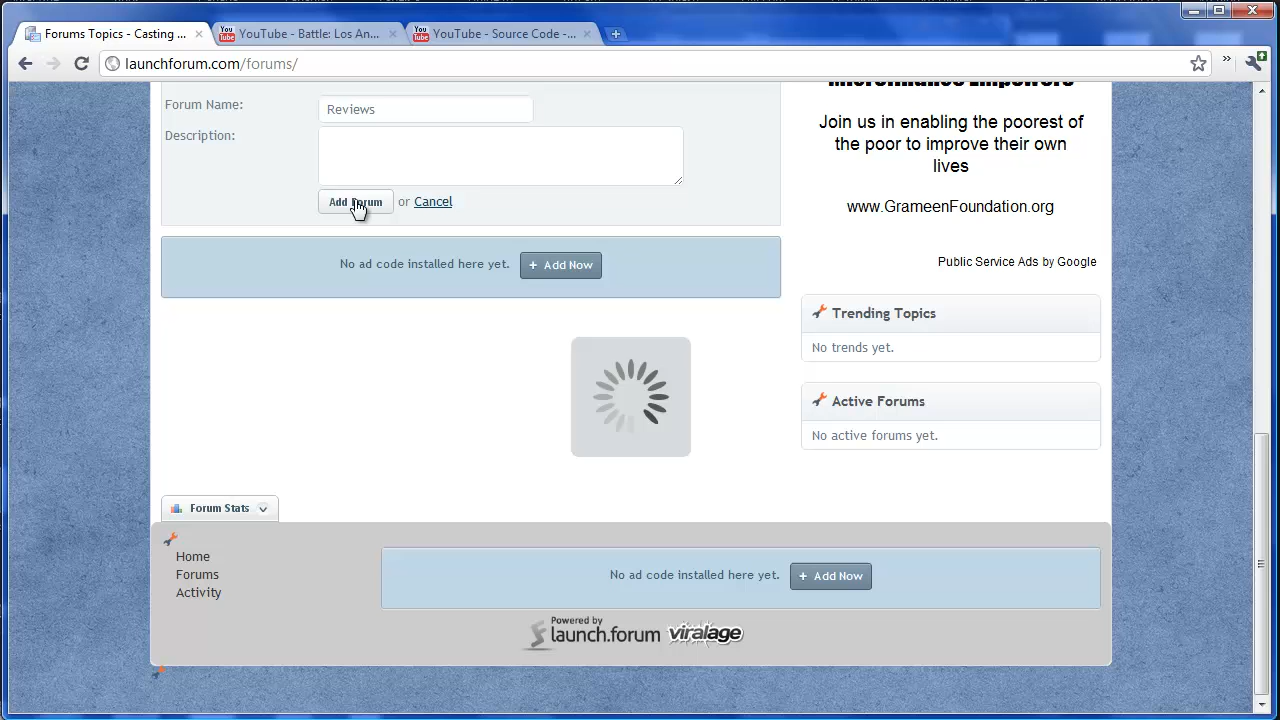 Forums Topics - Casting ...
YouTube - Battle: Los An...
YouTube - Source Code -...
launchforum.com/forums/
Forum Name:
Reviews
Description:
Add Forum or Cancel
No ad code installed here yet. + Add Now
Join us in enabling the poorest of
the poor to improve their own
lives
www.GrameenFoundation.org
Public Service Ads by Google
Trending Topics
No trends yet.
Active Forums
No active forums yet.
Forum Stats
Home
Forums
Activity
No ad code installed here yet. + Add Now
Powered by
launch.forum viralage